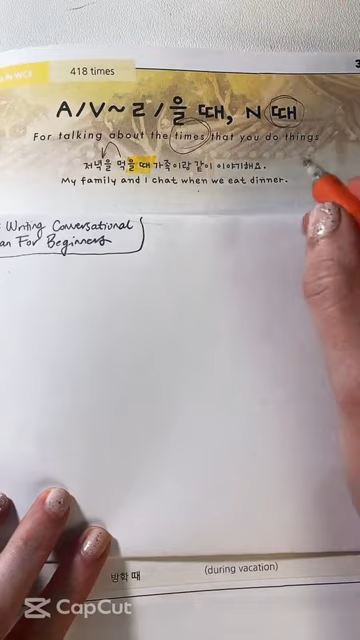 418 times
A/V~ㄹ/을 때, N 때
For talking about the times that you do things
저녁을 먹을 때 가족이랑 같이 이야기해요.
My family and I chat when we eat dinner.
Writing Conversational
For Beginners
방학 때 (during vacation)
CapCut